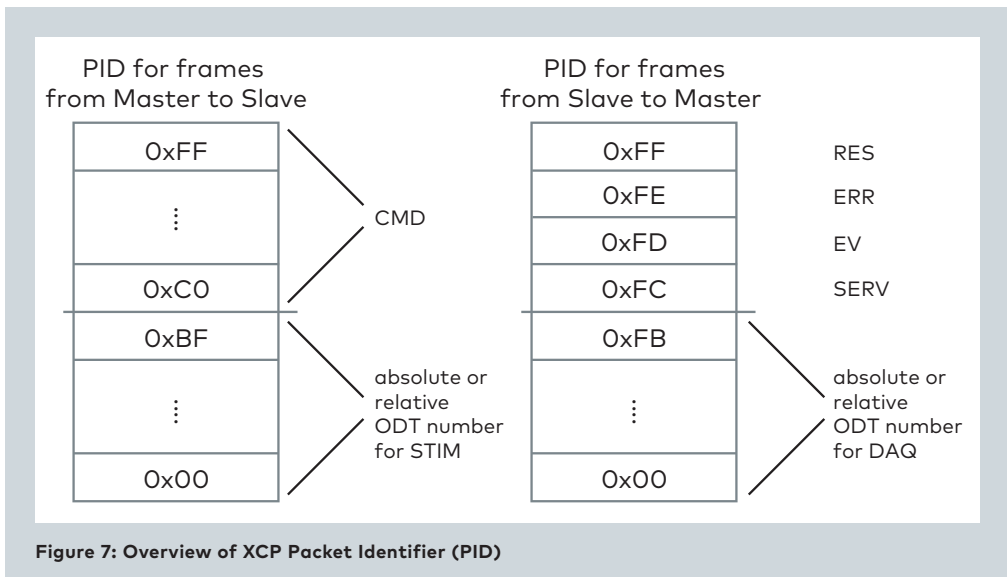 PID for frames
from Master to Slave
0xFF
⋮
0xC0
0xBF
⋮
0x00
CMD
absolute or
relative
ODT number
for STIM
PID for frames
from Slave to Master
0xFF
0xFE
0xFD
0xFC
0xFB
⋮
0x00
RES
ERR
EV
SERV
absolute or
relative
ODT number
for DAQ
Figure 7: Overview of XCP Packet Identifier (PID)